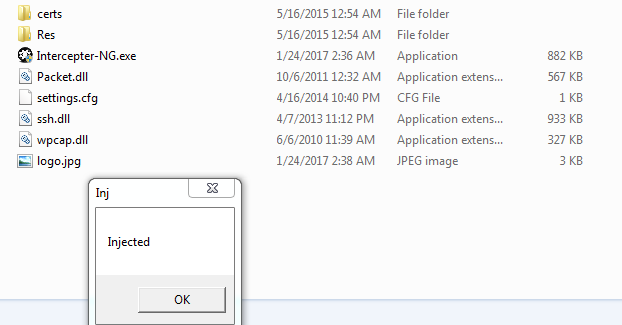 certs 5/16/2015 12:54 AM File folder
Res 5/16/2015 12:54 AM File folder
Intercepter-NG.exe 1/24/2017 2:36 AM Application 882 KB
Packet.dll 10/6/2011 12:32 AM Application extens... 567 KB
settings.cfg 4/16/2014 10:40 PM CFG File 1 KB
ssh.dll 4/7/2013 11:12 PM Application extens... 933 KB
wpcap.dll 6/6/2010 11:39 AM Application extens... 327 KB
logo.jpg 1/24/2017 2:38 AM JPEG image 3 KB
Inj
Injected
OK